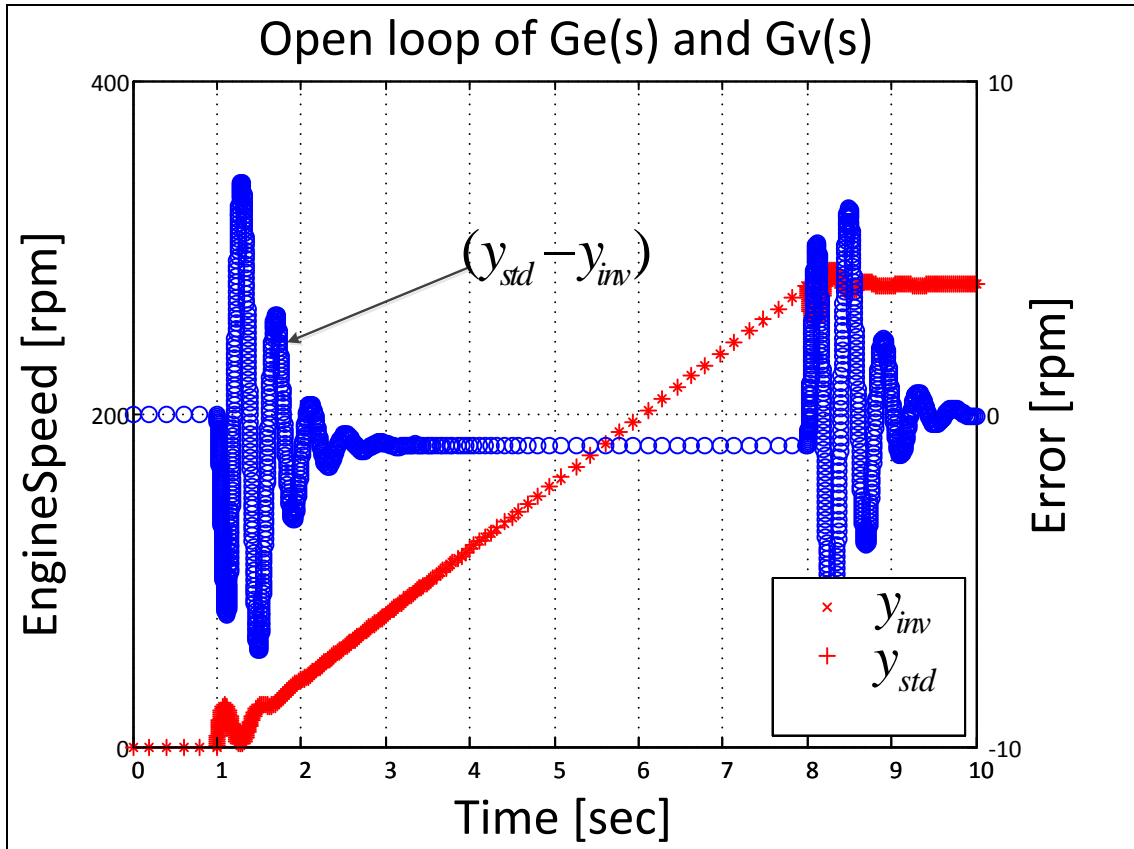 Open loop of Ge(s) and Gv(s)
400
10
EngineSpeed [rpm]
(y_std − y_inv)
200
0
Error [rpm]
y_inv
y_std
0
-10
0 1 2 3 4 5 6 7 8 9 10
Time [sec]